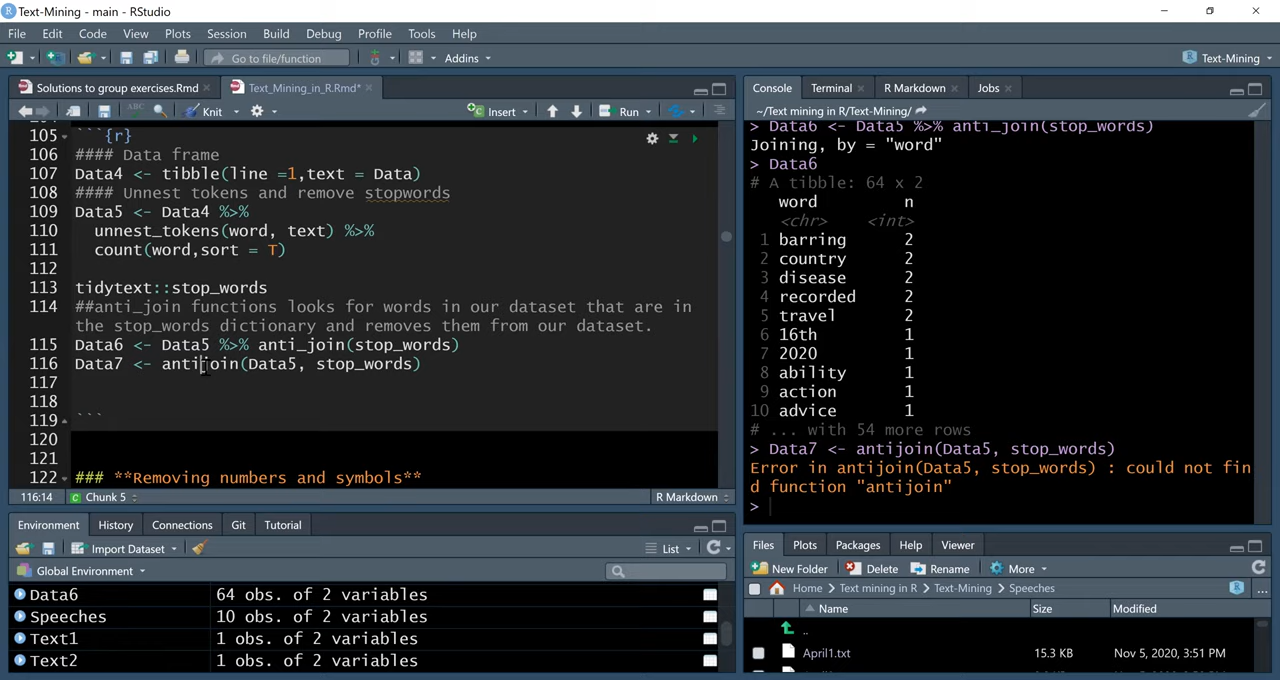 Text-Mining - main - RStudio
File Edit Code View Plots Session Build Debug Profile Tools Help
Go to file/function Addins Text-Mining
Solutions to group exercises.Rmd Text_Mining_in_R.Rmd*
ABC Knit Insert Run
105 ```{r}
106 #### Data frame
107 Data4 <- tibble(line =1,text = Data)
108 #### Unnest tokens and remove stopwords
109 Data5 <- Data4 %>%
110 unnest_tokens(word, text) %>%
111 count(word,sort = T)
112
113 tidytext::stop_words
114 ##anti_join functions looks for words in our dataset that are in
the stop_words dictionary and removes them from our dataset.
115 Data6 <- Data5 %>% anti_join(stop_words)
116 Data7 <- antijoin(Data5, stop_words)
117
118
119 ```
120
121
122 ### **Removing numbers and symbols**
116:14 C Chunk 5 R Markdown
Console Terminal R Markdown Jobs
~/Text mining in R/Text-Mining/
> Data6 <- Data5 %>% anti_join(stop_words)
Joining, by = "word"
> Data6
# A tibble: 64 x 2
word n
<chr> <int>
1 barring 2
2 country 2
3 disease 2
4 recorded 2
5 travel 2
6 16th 1
7 2020 1
8 ability 1
9 action 1
10 advice 1
# ... with 54 more rows
> Data7 <- antijoin(Data5, stop_words)
Error in antijoin(Data5, stop_words) : could not fin
d function "antijoin"
>
Environment History Connections Git Tutorial
Import Dataset List
Global Environment
Data6 64 obs. of 2 variables
Speeches 10 obs. of 2 variables
Text1 1 obs. of 2 variables
Text2 1 obs. of 2 variables
Files Plots Packages Help Viewer
New Folder Delete Rename More
Home Text mining in R Text-Mining Speeches
Name Size Modified
..
April1.txt 15.3 KB Nov 5, 2020, 3:51 PM